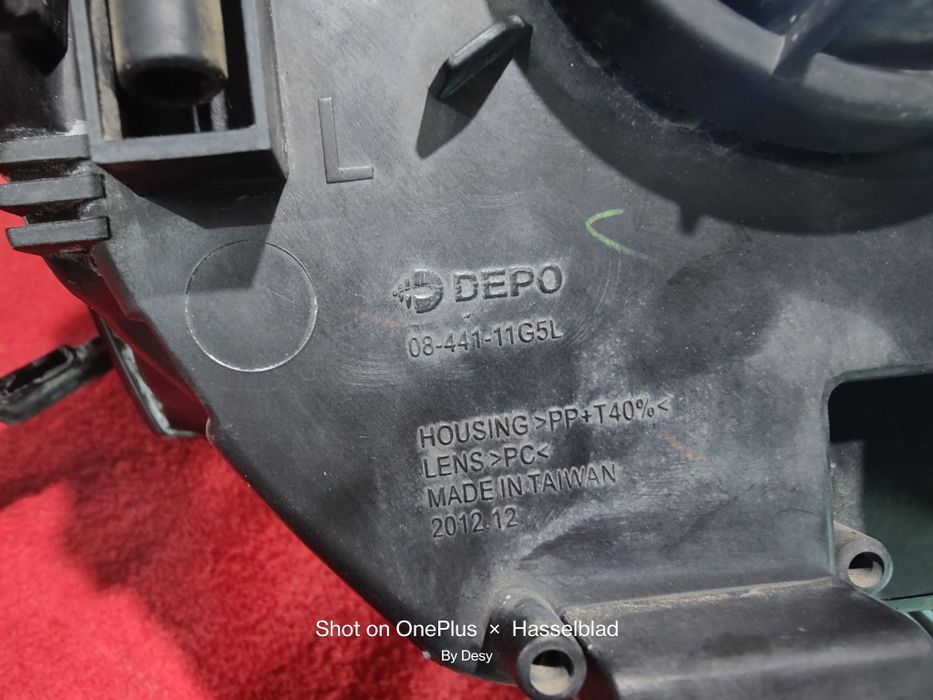 L
DEPO
08-441-11G5L
HOUSING >PP+T40%<
LENS >PC<
MADE IN TAIWAN
2012.12
Shot on OnePlus × Hasselblad
By Desy